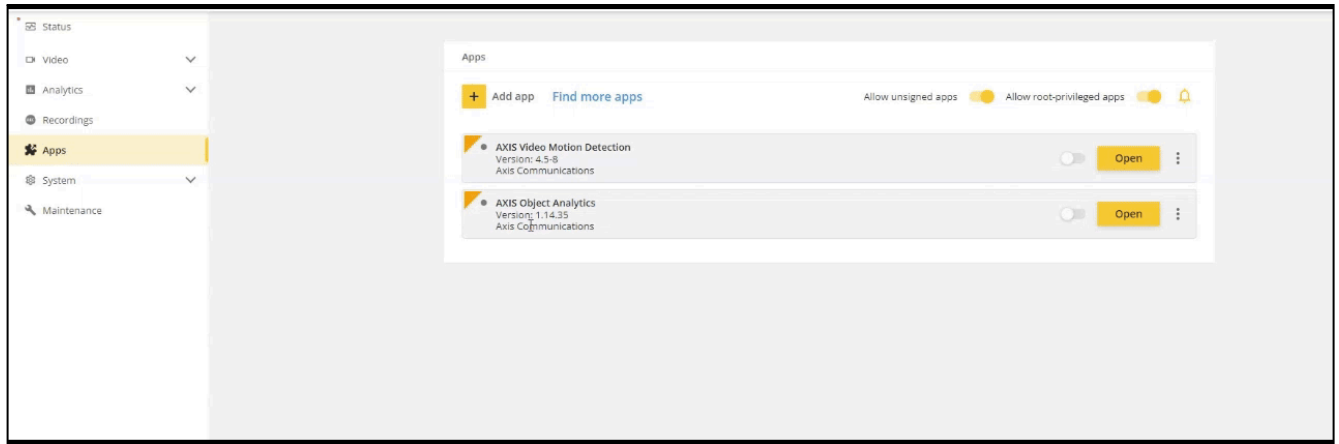 Status
Video
Analytics
Recordings
Apps
System
Maintenance
Apps
+ Add app Find more apps Allow unsigned apps Allow root-privileged apps
AXIS Video Motion Detection
Version: 4.5-8
Axis Communications
Open
AXIS Object Analytics
Version: 1.14.35
Axis Communications
Open